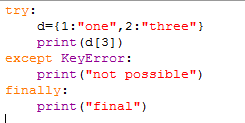 try:
    d={1:"one",2:"three"}
    print(d[3])
except KeyError:
    print("not possible")
finally:
    print("final")